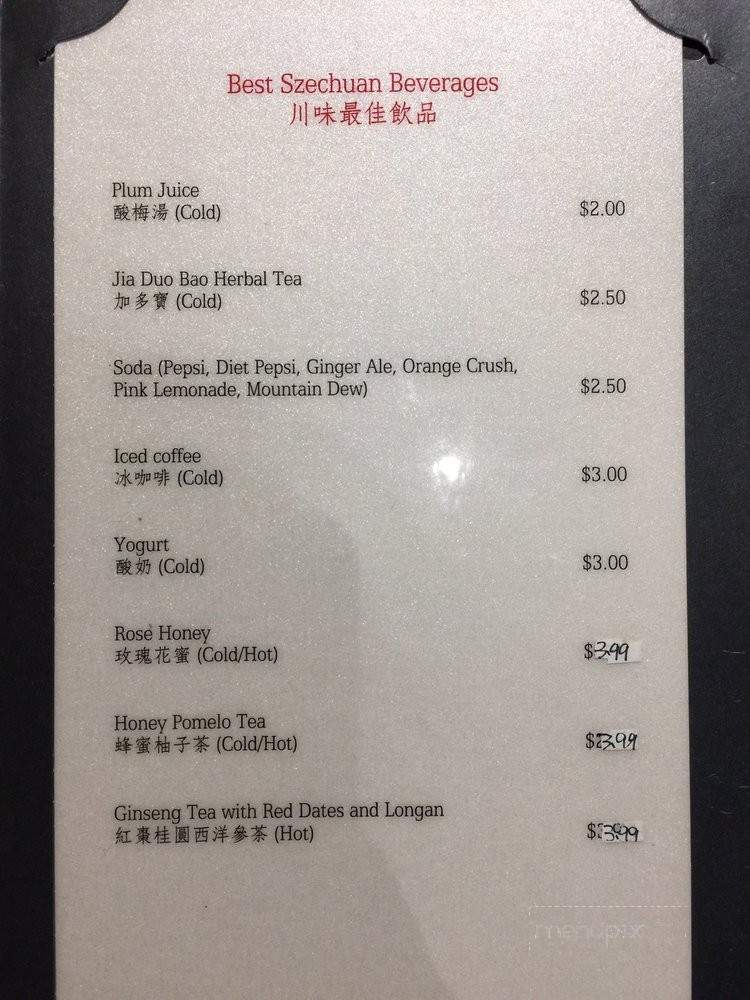 Best Szechuan Beverages
川味最佳飲品
Plum Juice
酸梅湯 (Cold)
$2.00
Jia Duo Bao Herbal Tea
加多寶 (Cold)
$2.50
Soda (Pepsi, Diet Pepsi, Ginger Ale, Orange Crush,
Pink Lemonade, Mountain Dew)
$2.50
Iced coffee
冰咖啡 (Cold)
$3.00
Yogurt
酸奶 (Cold)
$3.00
Rose Honey
玫瑰花蜜 (Cold/Hot)
$3.99
Honey Pomelo Tea
蜂蜜柚子茶 (Cold/Hot)
$3.99
Ginseng Tea with Red Dates and Longan
紅棗桂圓西洋參茶 (Hot)
$3.99
menupix